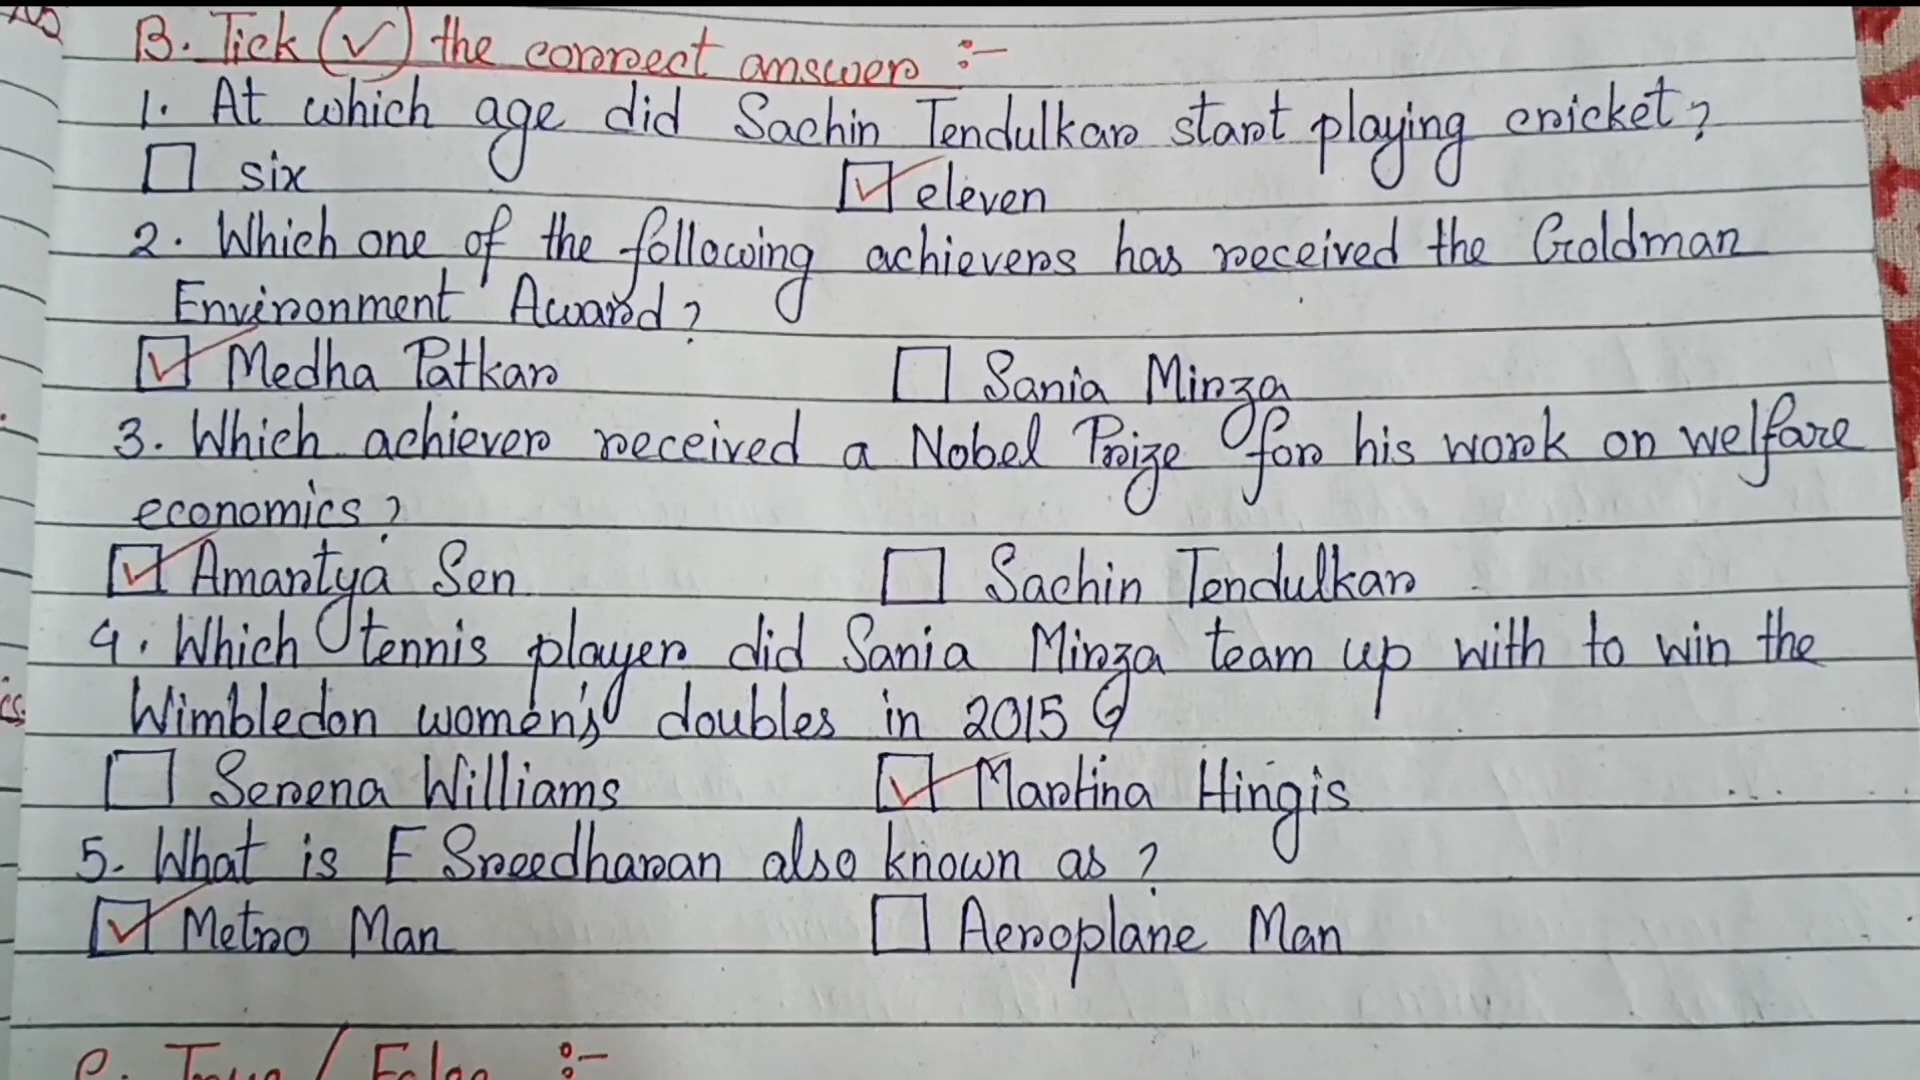 B. Tick (✓) the correct answer :-
1. At which age did Sachin Tendulkar start playing cricket?
☐ six ☑ eleven
2. Which one of the following achievers has received the Goldman
Environment Award?
☑ Medha Patkar ☐ Sania Mirza
3. Which achiever received a Nobel Prize for his work on welfare
economics?
☑ Amartya Sen ☐ Sachin Tendulkar
4. Which tennis player did Sania Mirza team up with to win the
Wimbledon women's doubles in 2015?
☐ Serena Williams ☑ Martina Hingis
5. What is E Sreedharan also known as?
☑ Metro Man ☐ Aeroplane Man
C. True / False :-